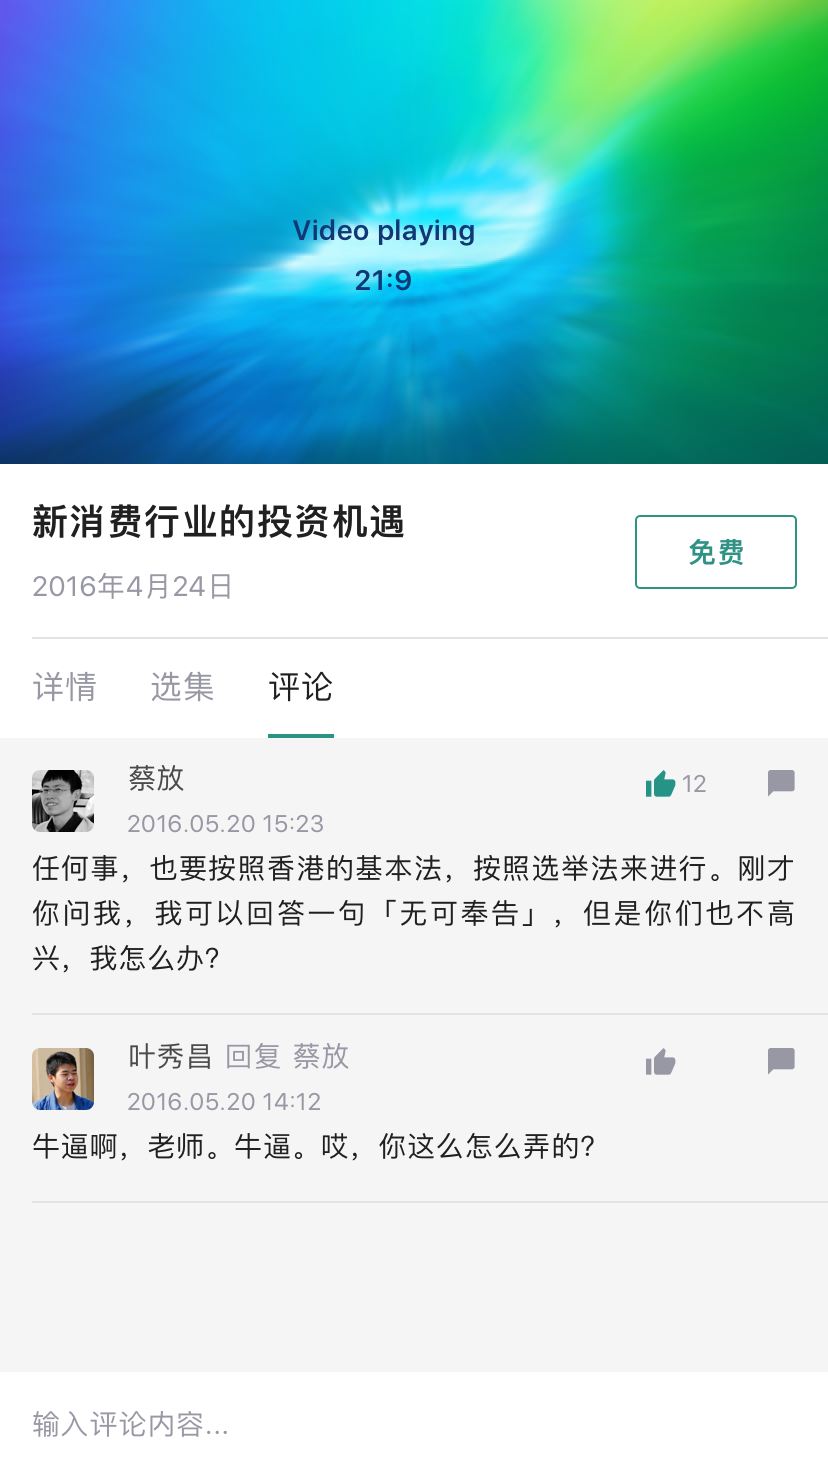 Video playing
21:9
新消费行业的投资机遇
免费
2016年4月24日
详情 选集 评论
蔡放
12
2016.05.20 15:23
任何事，也要按照香港的基本法，按照选举法来进行。刚才
你问我，我可以回答一句「无可奉告」，但是你们也不高
兴，我怎么办?
叶秀昌 回复 蔡放
2016.05.20 14:12
牛逼啊，老师。牛逼。哎，你这么怎么弄的?
输入评论内容...